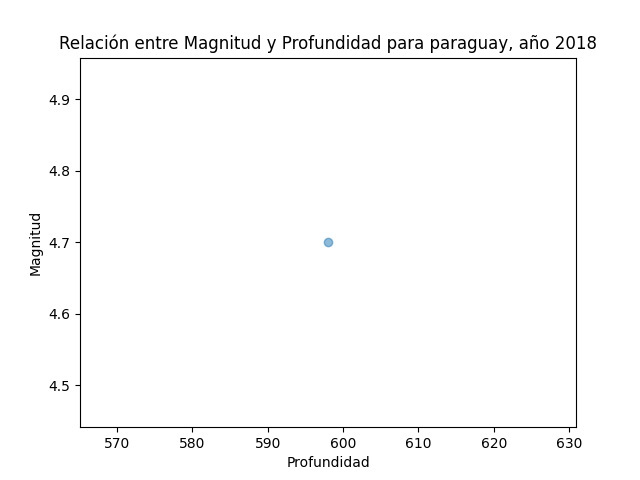 Relación entre Magnitud y Profundidad para paraguay, año 2018
4.9
4.8
4.7
4.6
4.5
Magnitud
570 580 590 600 610 620 630
Profundidad